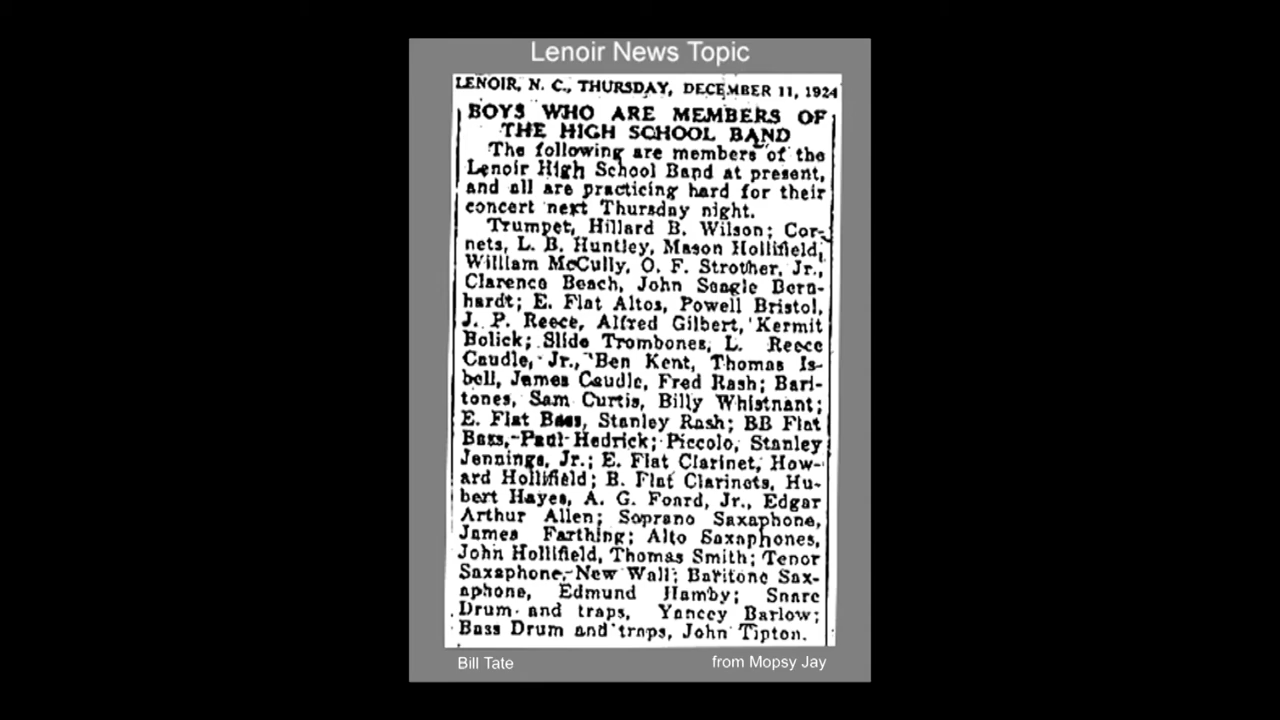 Lenoir News Topic
LENOIR, N. C., THURSDAY, DECEMBER 11, 1924
BOYS WHO ARE MEMBERS OF
THE HIGH SCHOOL BAND
The following are members of the
Lenoir High School Band at present,
and all are practicing hard for their
concert next Thursday night.
Trumpet, Hillard B. Wilson; Cor-
nets, L. B. Huntley, Mason Hollifield,
William McCully, O. F. Strother, Jr.,
Clarence Beach, John Seagle Bern-
hardt; E. Flat Altos, Powell Bristol,
J. P. Reece, Alfred Gilbert, Kermit
Bolick; Slide Trombones, L. Reece
Caudle, Jr., Ben Kent, Thomas Is-
bell, James Caudle, Fred Rash; Bari-
tones, Sam Curtis, Billy Whistnant;
E. Flat Bass, Stanley Rash; BB Flat
Bass, Paul Hedrick; Piccolo, Stanley
Jennings, Jr.; E. Flat Clarinet, How-
ard Hollifield; B. Flat Clarinets, Hu-
bert Hayes, A. G. Foard, Jr., Edgar
Arthur Allen; Soprano Saxaphone,
James Farthing; Alto Saxaphones,
John Hollifield, Thomas Smith; Tenor
Saxaphone, New Wall; Baritone Sax-
aphone, Edmund Hamby; Snare
Drum and traps, Yancey Barlow;
Bass Drum and traps, John Tipton.
Bill Tate
from Mopsy Jay